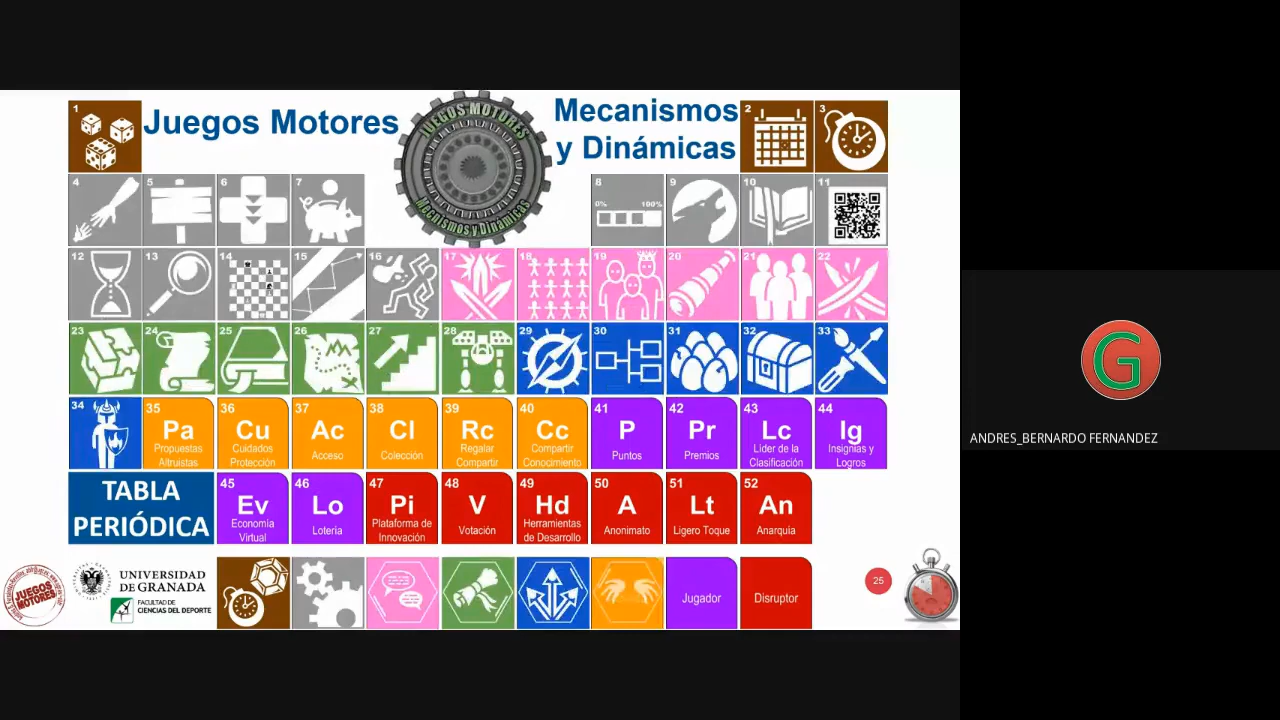 1
Juegos Motores
JUEGOS MOTORES
Mecnismos y Dinámicas
Mecanismos
y Dinámicas
2
3
4
5
6
7
8
0%
100%
9
10
11
12
13
14
15
16
17
18
19
20
21
22
23
24
25
26
27
28
29
30
31
32
33
34
35
Pa
Propuestas
Altruistas
36
Cu
Cuidados
Protección
37
Ac
Acceso
38
Cl
Colección
39
Rc
Regalar
Compartir
40
Cc
Compartir
Conocimiento
41
P
Puntos
42
Pr
Premios
43
Lc
Líder de la
Clasificación
44
Ig
Insignias y
Logros
TABLA
PERIÓDICA
45
Ev
Economía
Virtual
46
Lo
Lotería
47
Pi
Plataforma de
Innovación
48
V
Votación
49
Hd
Herramientas
de Desarrollo
50
A
Anonimato
51
Lt
Ligero Toque
52
An
Anarquía
JUEGOS
MOTORES
UNIVERSIDAD
DE GRANADA
FACULTAD DE
CIENCIAS DEL DEPORTE
Jugador
Disruptor
25
G
ANDRES_BERNARDO FERNANDEZ